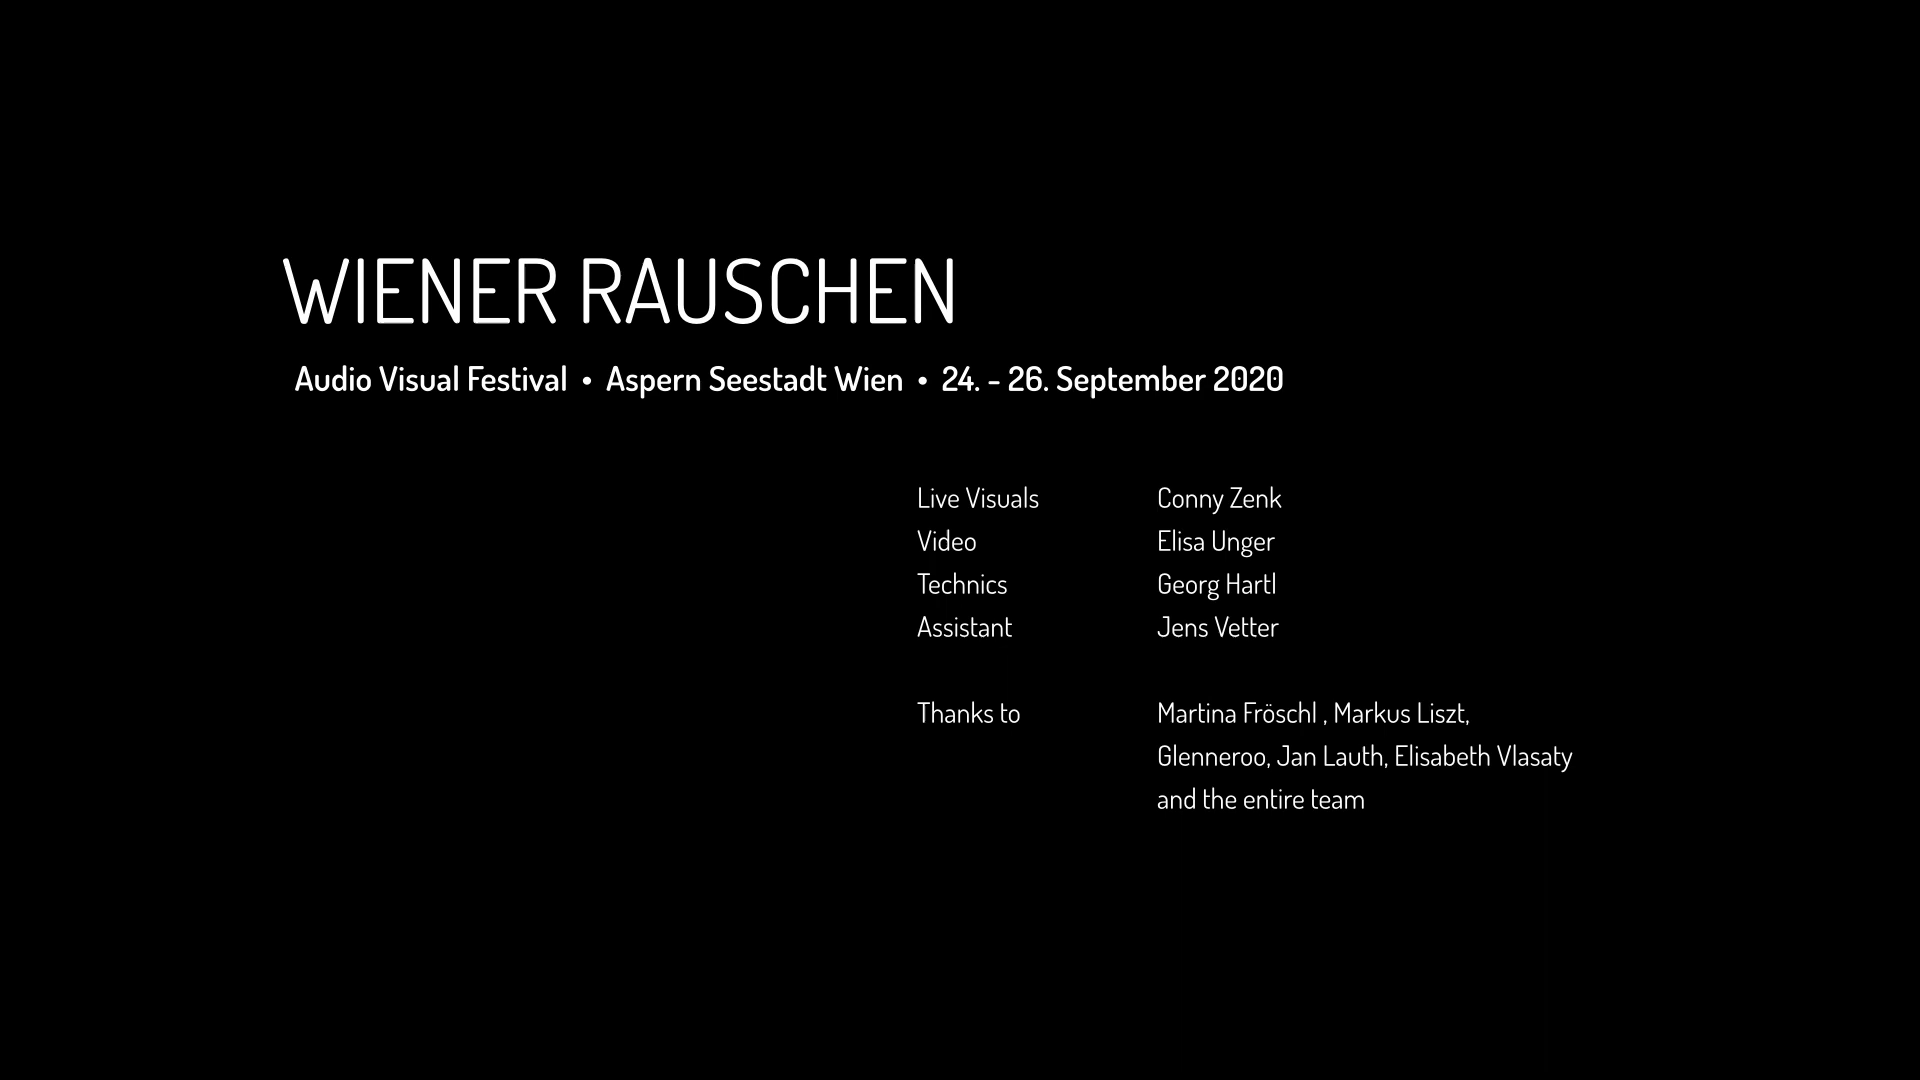 WIENER RAUSCHEN
Audio Visual Festival • Aspern Seestadt Wien • 24. - 26. September 2020
Live Visuals Conny Zenk
Video Elisa Unger
Technics Georg Hartl
Assistant Jens Vetter
Thanks to Martina Fröschl , Markus Liszt,
Glenneroo, Jan Lauth, Elisabeth Vlasaty
and the entire team